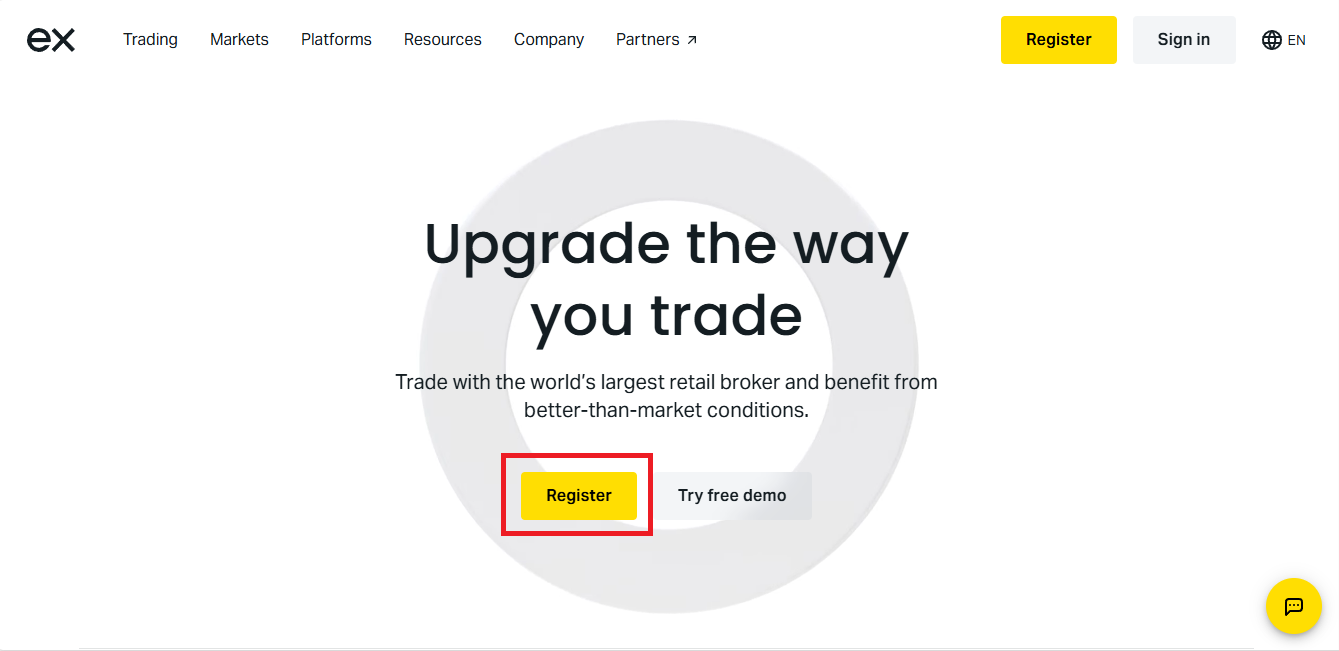 ex
Trading Markets Platforms Resources Company Partners ↗ Register Sign in EN
Upgrade the way
you trade
Trade with the world’s largest retail broker and benefit from
better-than-market conditions.
Register Try free demo